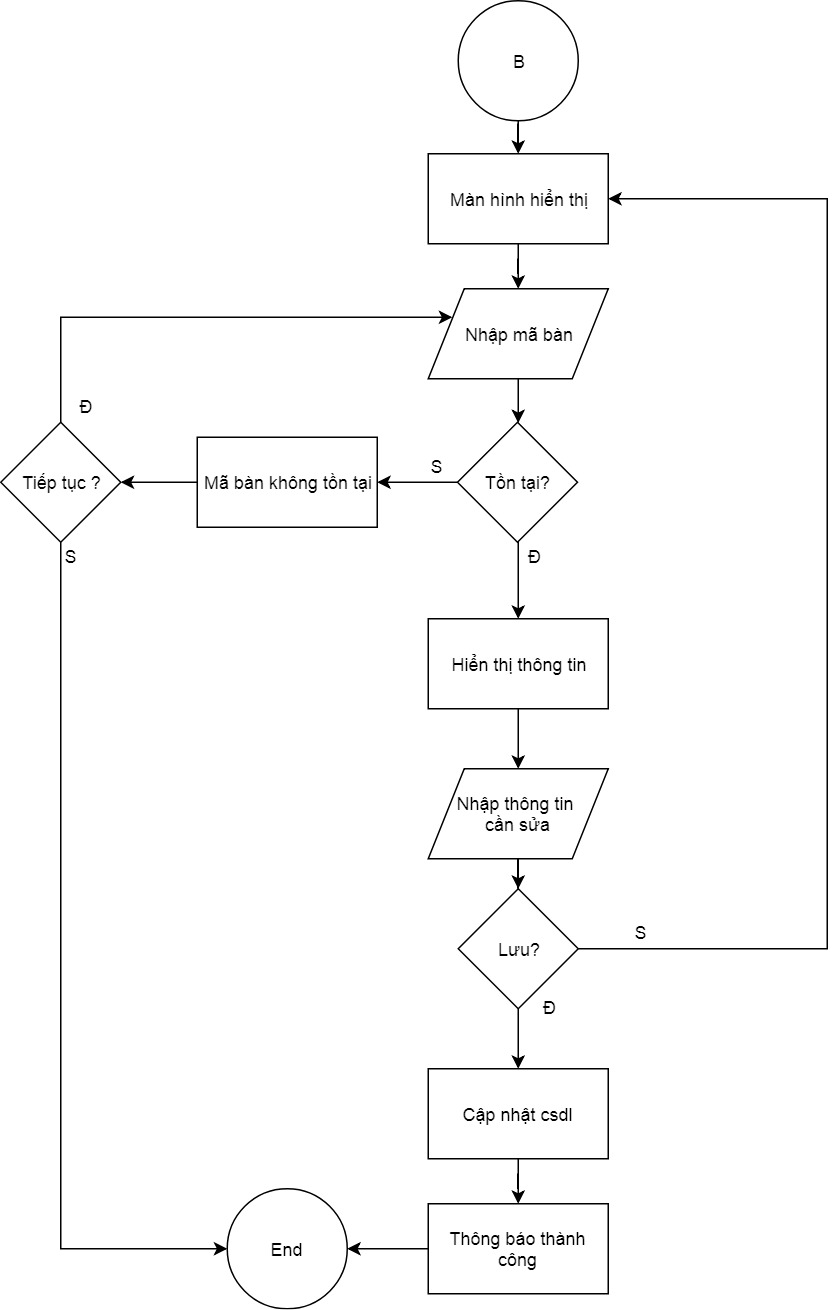 B
Màn hình hiển thị
Nhập mã bàn
Đ
S
Tiếp tục ?
Mã bàn không tồn tại
Tồn tại?
S
Đ
Hiển thị thông tin
Nhập thông tin
cần sửa
S
Lưu?
Đ
Cập nhật csdl
Thông báo thành
công
End